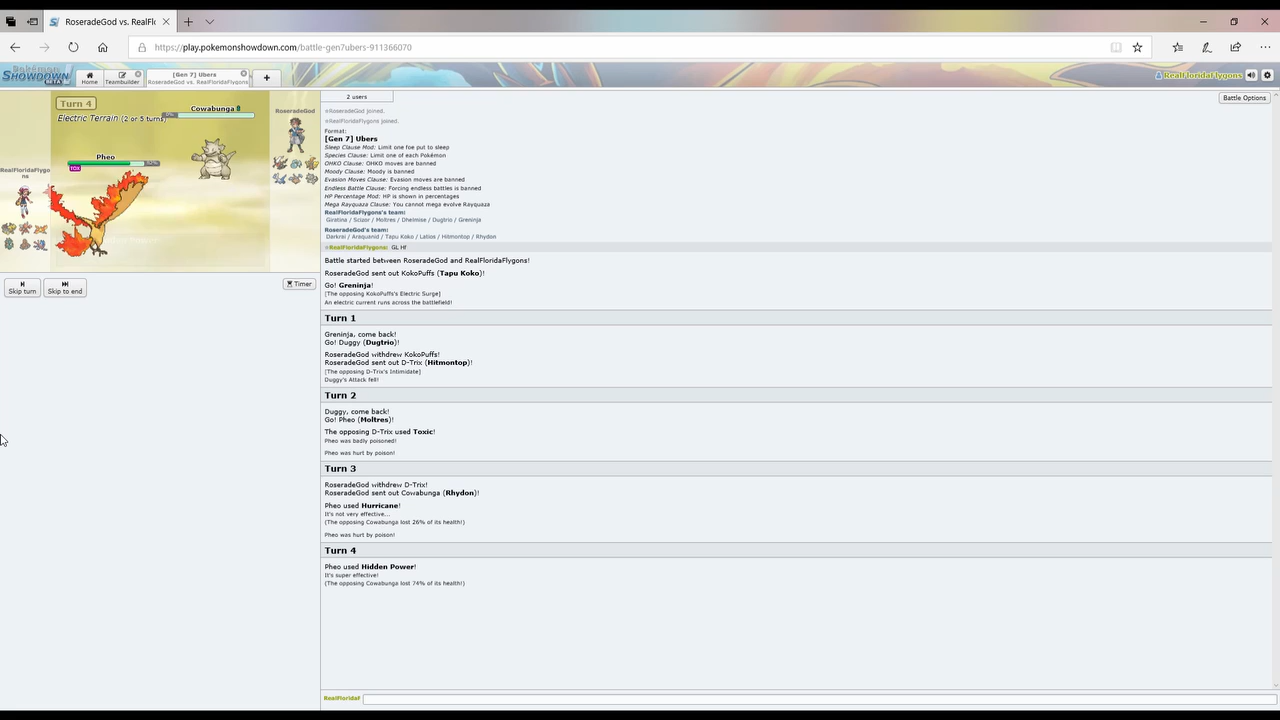 RoseradeGod vs. RealFlo
https://play.pokemonshowdown.com/battle-gen7ubers-911366070
Pokémon
SHOWDOWN
BETA
Home
Teambuilder
[Gen 7] Ubers
RoseradeGod vs. RealFloridaFlygons
RealFloridaFlygons
Turn 4
Electric Terrain (2 or 5 turns)
Cowabunga
Pheo
TOX
RoseradeGod
RealFloridaFlygo
ns
Skip turn
Skip to end
Timer
2 users
Battle Options
RoseradeGod joined.
RealFloridaFlygons joined.
Format:
[Gen 7] Ubers
Sleep Clause Mod: Limit one foe put to sleep
Species Clause: Limit one of each Pokémon
OHKO Clause: OHKO moves are banned
Moody Clause: Moody is banned
Evasion Moves Clause: Evasion moves are banned
Endless Battle Clause: Forcing endless battles is banned
HP Percentage Mod: HP is shown in percentages
Mega Rayquaza Clause: You cannot mega evolve Rayquaza
RealFloridaFlygons's team:
Giratina / Scizor / Moltres / Dhelmise / Dugtrio / Greninja
RoseradeGod's team:
Darkrai / Araquanid / Tapu Koko / Latios / Hitmontop / Rhydon
RealFloridaFlygons: GL Hf
Battle started between RoseradeGod and RealFloridaFlygons!
RoseradeGod sent out KokoPuffs (Tapu Koko)!
Go! Greninja!
[The opposing KokoPuffs's Electric Surge]
An electric current runs across the battlefield!
Turn 1
Greninja, come back!
Go! Duggy (Dugtrio)!
RoseradeGod withdrew KokoPuffs!
RoseradeGod sent out D-Trix (Hitmontop)!
[The opposing D-Trix's Intimidate]
Duggy's Attack fell!
Turn 2
Duggy, come back!
Go! Pheo (Moltres)!
The opposing D-Trix used Toxic!
Pheo was badly poisoned!
Pheo was hurt by poison!
Turn 3
RoseradeGod withdrew D-Trix!
RoseradeGod sent out Cowabunga (Rhydon)!
Pheo used Hurricane!
It's not very effective...
(The opposing Cowabunga lost 26% of its health!)
Pheo was hurt by poison!
Turn 4
Pheo used Hidden Power!
It's super effective!
(The opposing Cowabunga lost 74% of its health!)
RealFloridaF